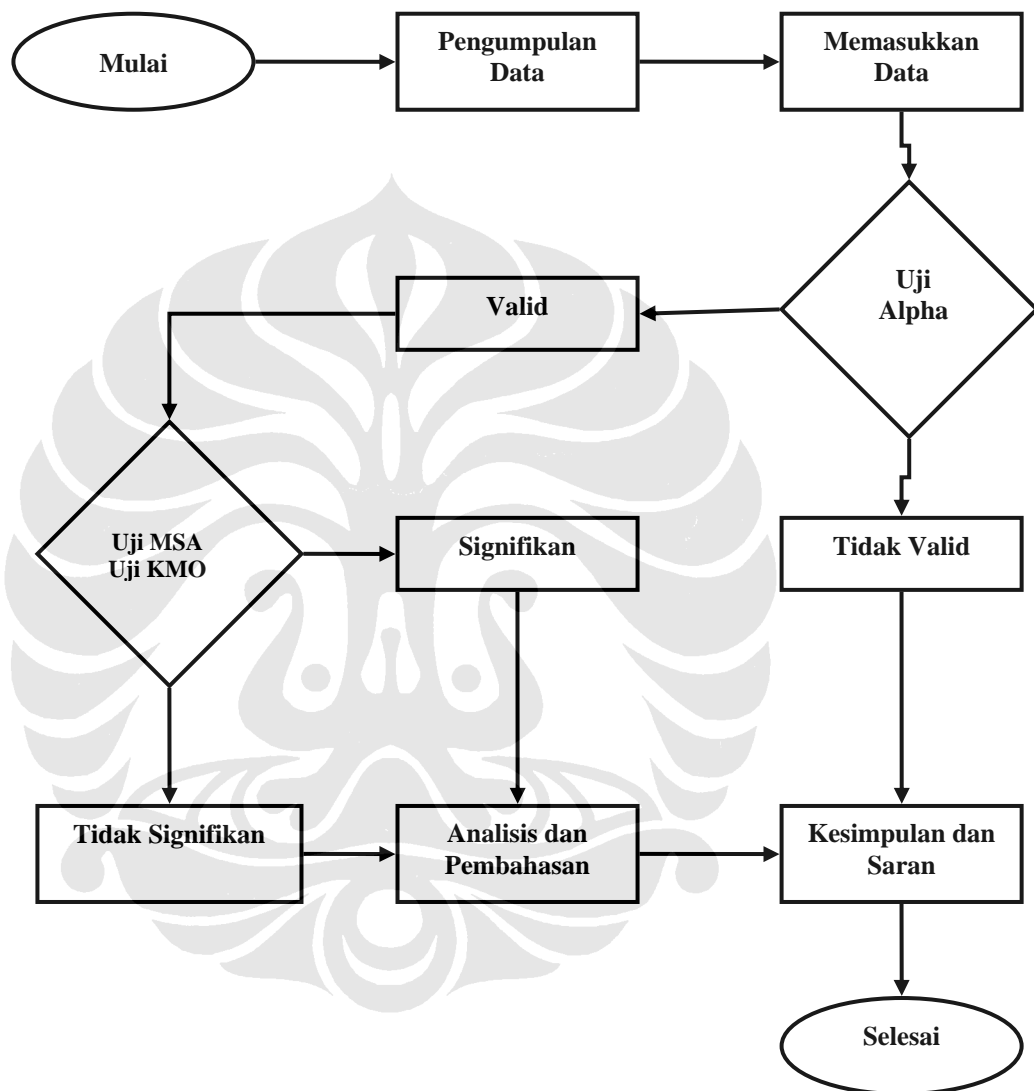 Mulai
Pengumpulan
Data
Memasukkan
Data
Uji
Alpha
Valid
Uji MSA
Uji KMO
Signifikan
Tidak Valid
Tidak Signifikan
Analisis dan
Pembahasan
Kesimpulan dan
Saran
Selesai